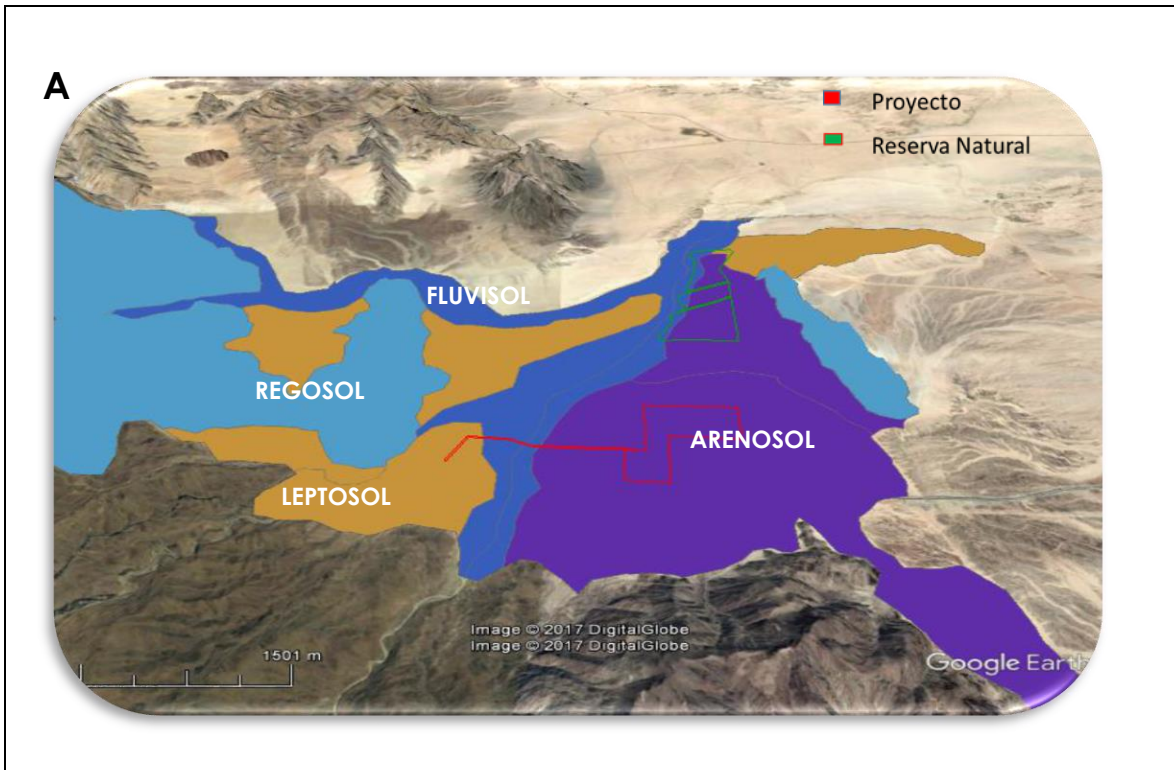 A
Proyecto
Reserva Natural
FLUVISOL
REGOSOL
ARENOSOL
LEPTOSOL
Image © 2017 DigitalGlobe
Image © 2017 DigitalGlobe
1501 m
Google Earth